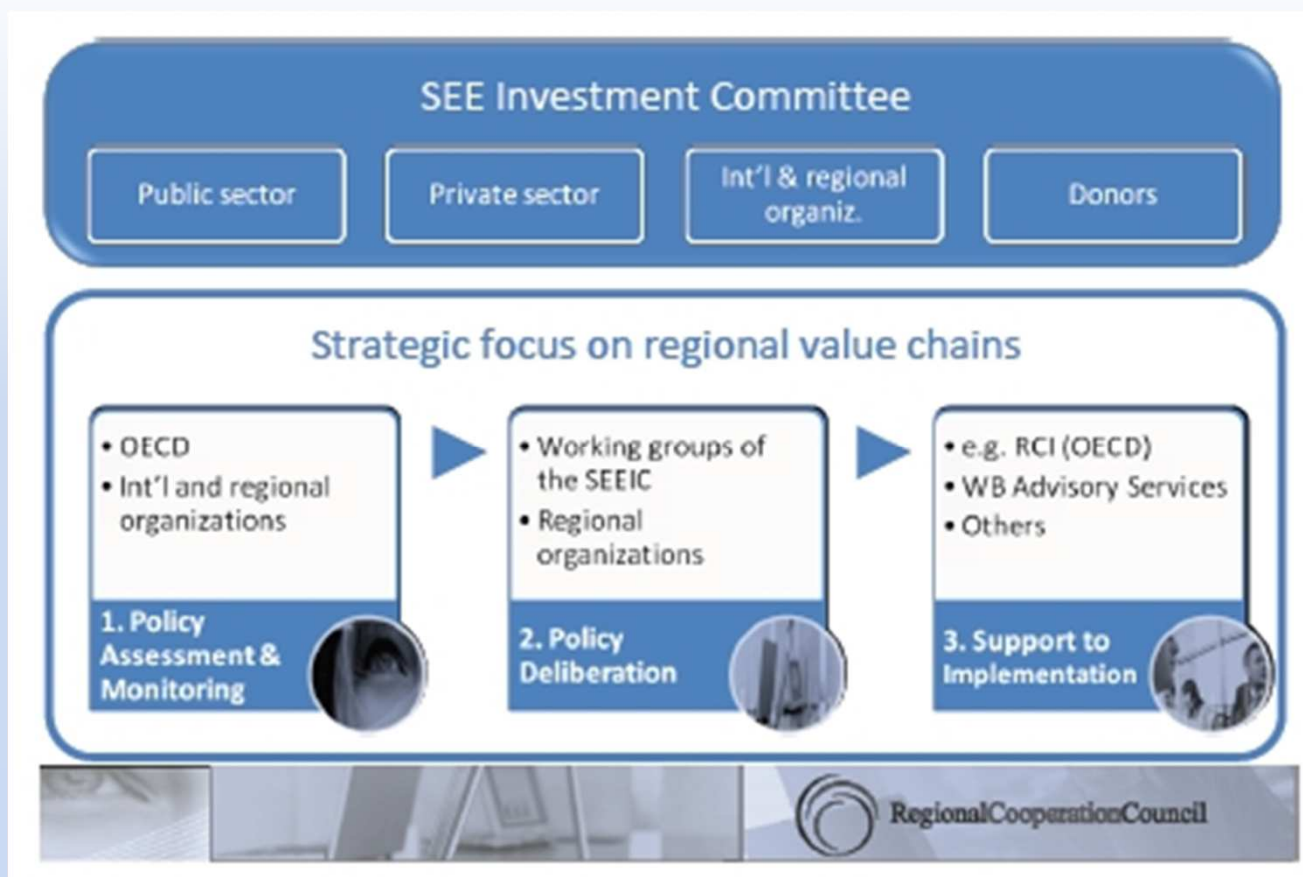 SEE Investment Committee
Public sector
Private sector
Int'l & regional
organiz.
Donors
Strategic focus on regional value chains
• OECD
• Int'l and regional
organizations
1. Policy
Assessment &
Monitoring
• Working groups of
the SEEIC
• Regional
organizations
2. Policy
Deliberation
• e.g. RCI (OECD)
• WB Advisory Services
• Others
3. Support to
Implementation
RegionalCooperationCouncil